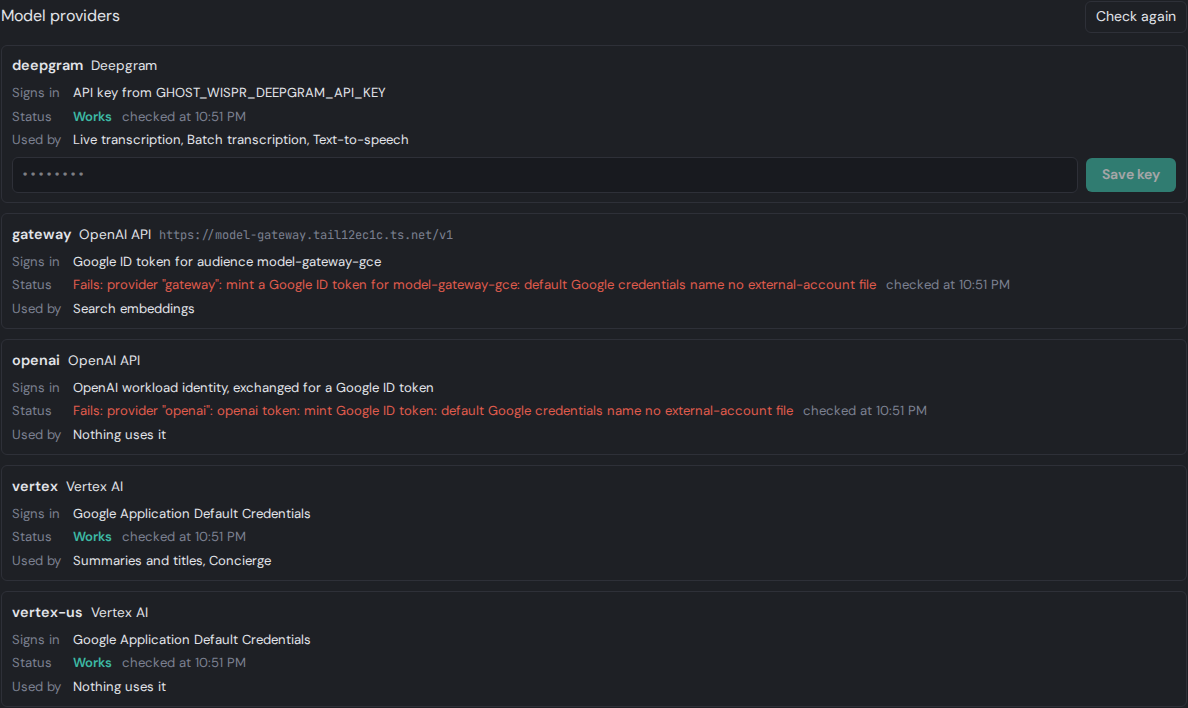 Model providers
Check again
deepgram Deepgram
Signs in API key from GHOST_WISPR_DEEPGRAM_API_KEY
Status Works checked at 10:51 PM
Used by Live transcription, Batch transcription, Text-to-speech
••••••••
Save key
gateway OpenAI API https://model-gateway.tail12ec1c.ts.net/v1
Signs in Google ID token for audience model-gateway-gce
Status Fails: provider "gateway": mint a Google ID token for model-gateway-gce: default Google credentials name no external-account file checked at 10:51 PM
Used by Search embeddings
openai OpenAI API
Signs in OpenAI workload identity, exchanged for a Google ID token
Status Fails: provider "openai": openai token: mint Google ID token: default Google credentials name no external-account file checked at 10:51 PM
Used by Nothing uses it
vertex Vertex AI
Signs in Google Application Default Credentials
Status Works checked at 10:51 PM
Used by Summaries and titles, Concierge
vertex-us Vertex AI
Signs in Google Application Default Credentials
Status Works checked at 10:51 PM
Used by Nothing uses it